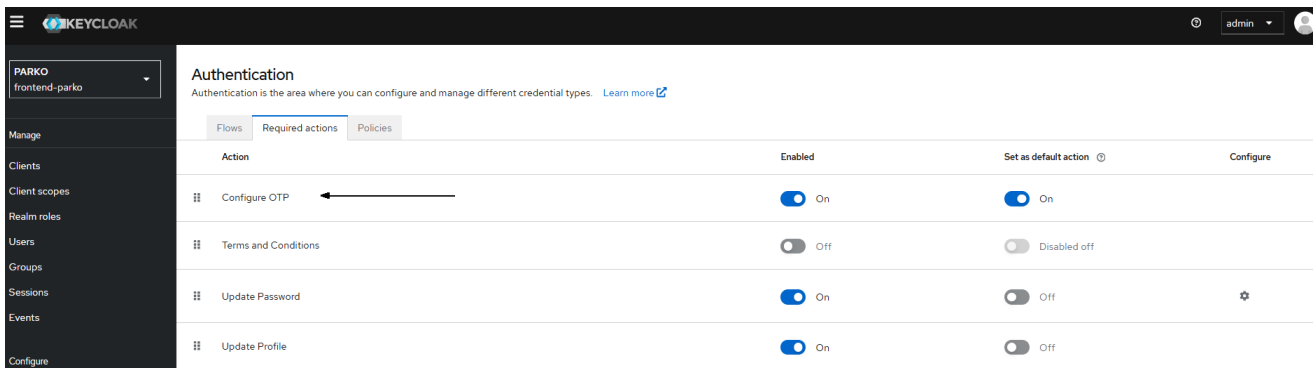 KEYCLOAK
admin
PARKO
frontend-parko
Manage
Clients
Client scopes
Realm roles
Users
Groups
Sessions
Events
Configure
Authentication
Authentication is the area where you can configure and manage different credential types. Learn more
Flows Required actions Policies
Action Enabled Set as default action Configure
Configure OTP On On
Terms and Conditions Off Disabled off
Update Password On Off
Update Profile On Off